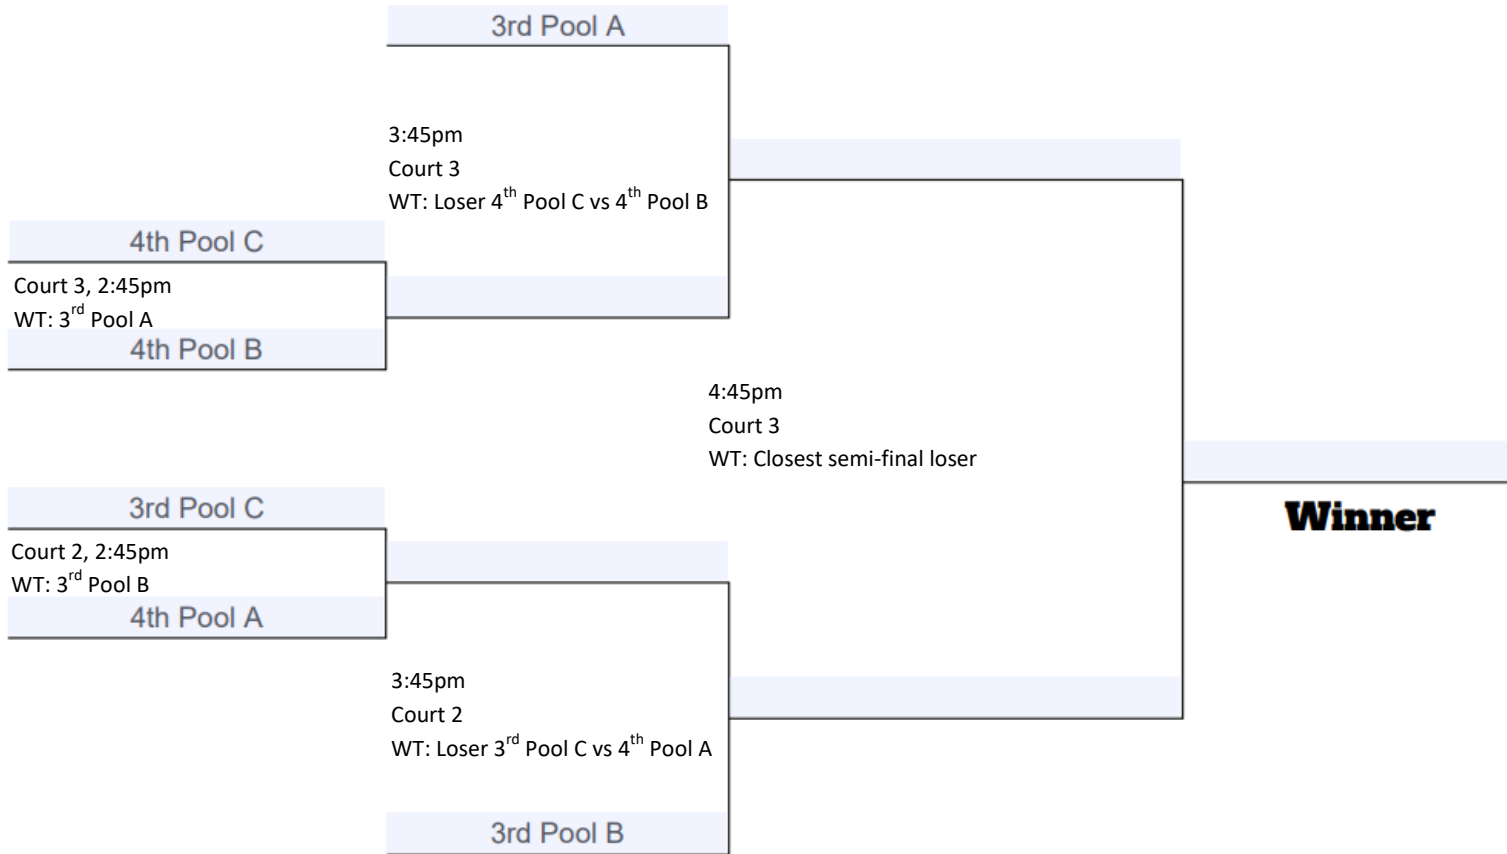 3rd Pool A
3:45pm
Court 3
WT: Loser 4th Pool C vs 4th Pool B
4th Pool C
Court 3, 2:45pm
WT: 3rd Pool A
4th Pool B
4:45pm
Court 3
WT: Closest semi-final loser
Winner
3rd Pool C
Court 2, 2:45pm
WT: 3rd Pool B
4th Pool A
3:45pm
Court 2
WT: Loser 3rd Pool C vs 4th Pool A
3rd Pool B